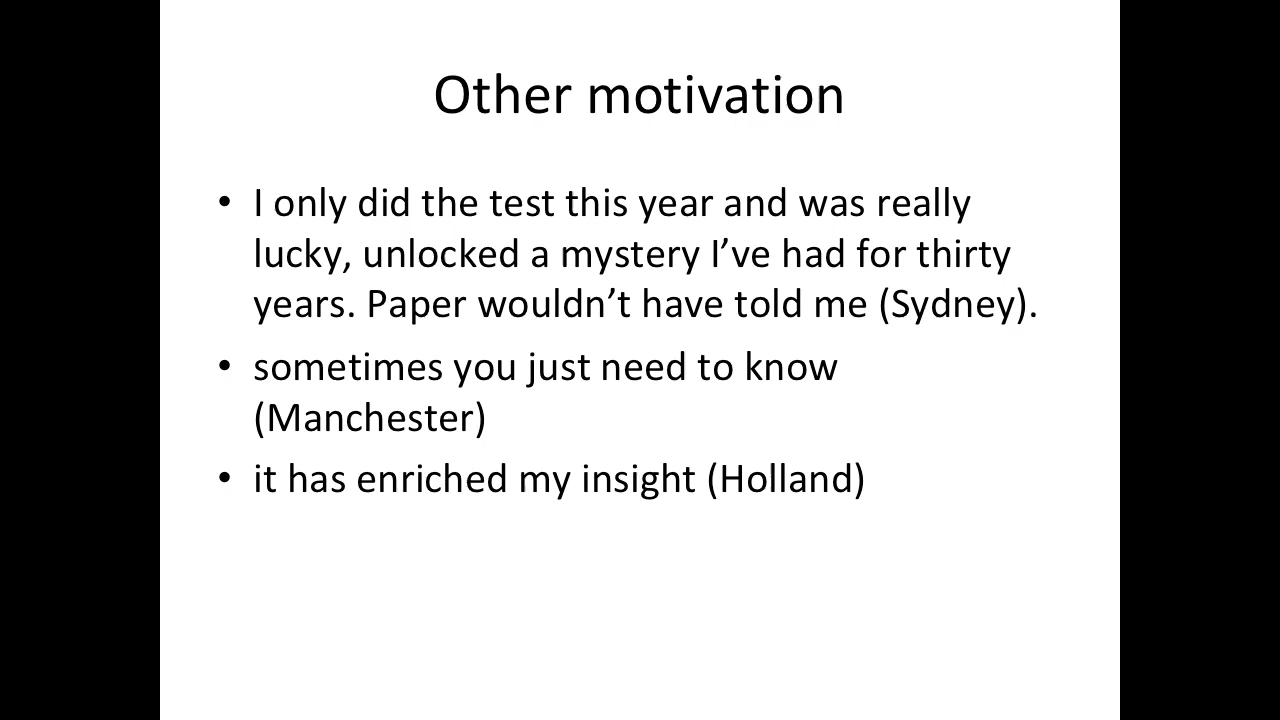 Other motivation
• I only did the test this year and was really
lucky, unlocked a mystery I’ve had for thirty
years. Paper wouldn’t have told me (Sydney).
• sometimes you just need to know
(Manchester)
• it has enriched my insight (Holland)